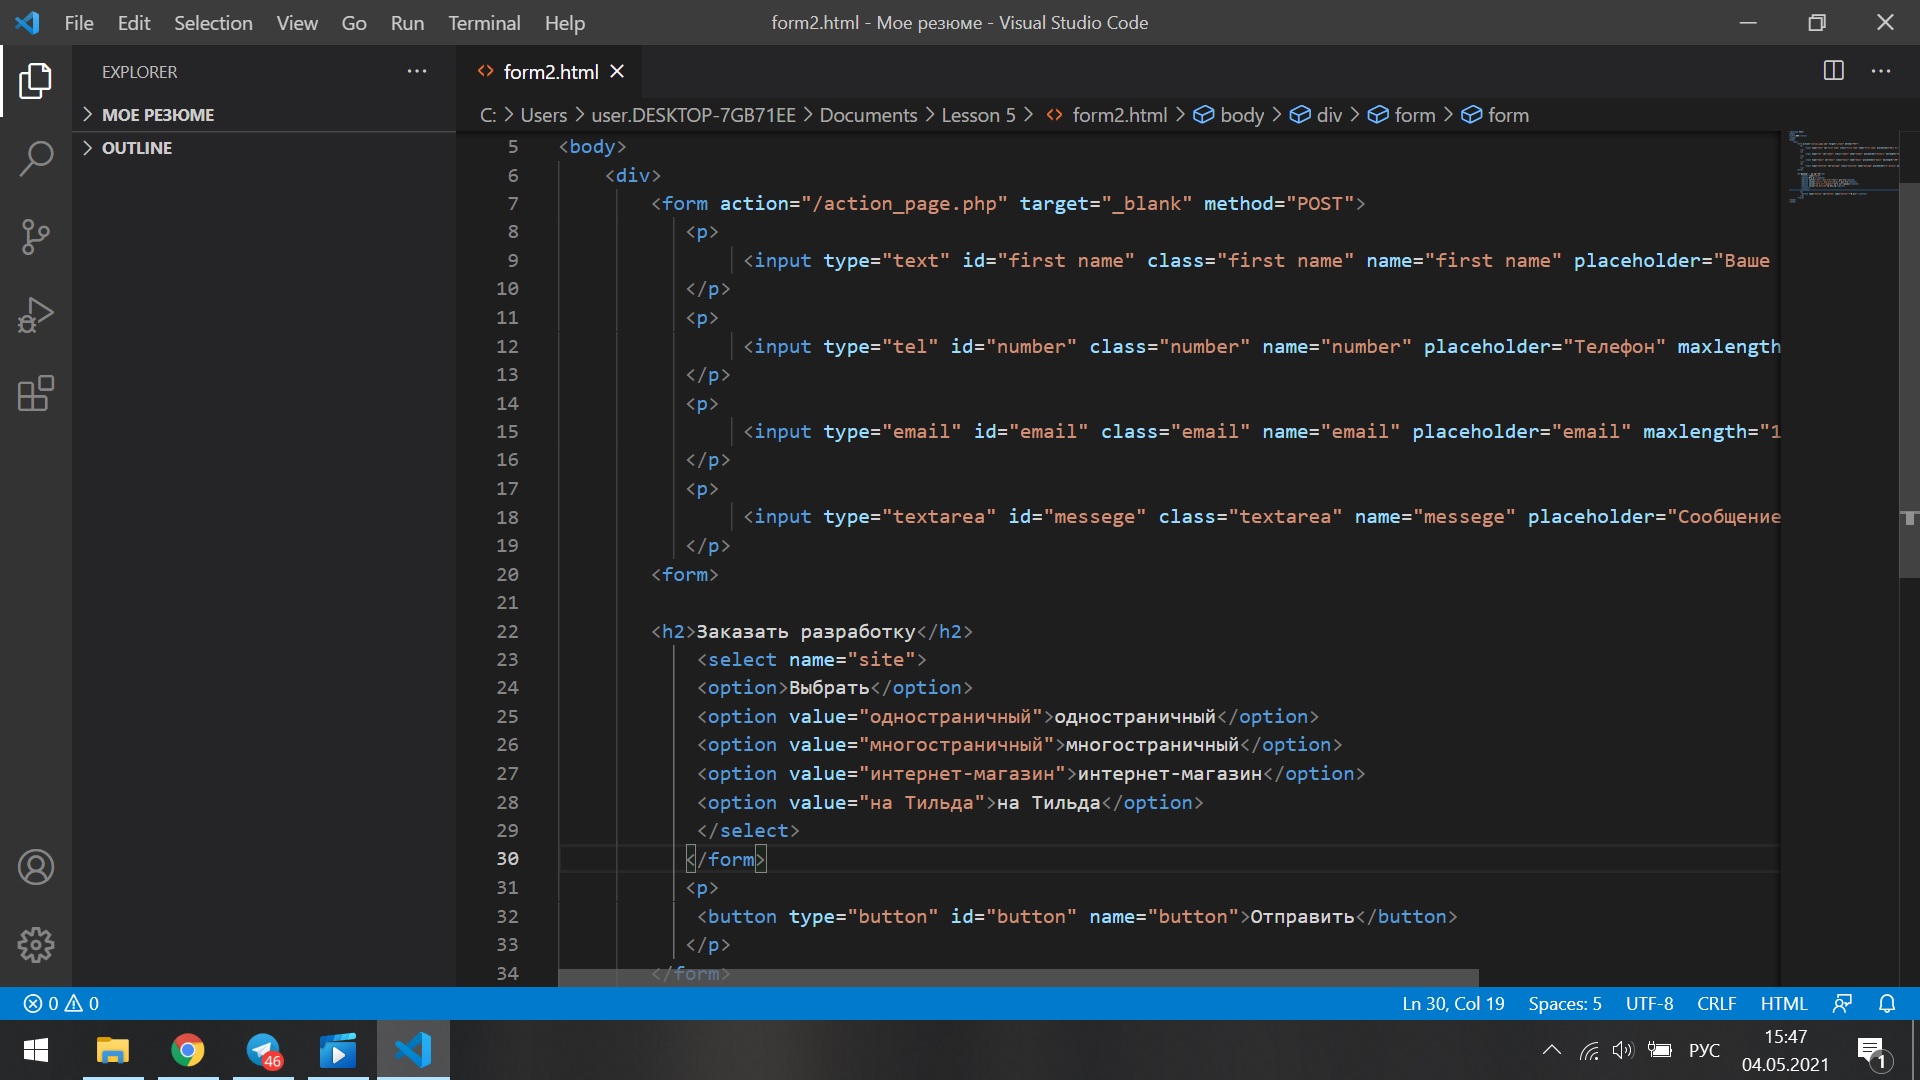 File Edit Selection View Go Run Terminal Help
form2.html - Мое резюме - Visual Studio Code
EXPLORER
МОЕ РЕЗЮМЕ
OUTLINE
form2.html
C: > Users > user.DESKTOP-7GB71EE > Documents > Lesson 5 > form2.html > body > div > form > form
5 <body>
6 <div>
7 <form action="/action_page.php" target="_blank" method="POST">
8 <p>
9 <input type="text" id="first name" class="first name" name="first name" placeholder="Ваше
10 </p>
11 <p>
12 <input type="tel" id="number" class="number" name="number" placeholder="Телефон" maxlength
13 </p>
14 <p>
15 <input type="email" id="email" class="email" name="email" placeholder="email" maxlength="1
16 </p>
17 <p>
18 <input type="textarea" id="messege" class="textarea" name="messege" placeholder="Сообщение
19 </p>
20 <form>
21
22 <h2>Заказать разработку</h2>
23 <select name="site">
24 <option>Выбрать</option>
25 <option value="одностраничный">одностраничный</option>
26 <option value="многостраничный">многостраничный</option>
27 <option value="интернет-магазин">интернет-магазин</option>
28 <option value="на Тильда">на Тильда</option>
29 </select>
30 </form>
31 <p>
32 <button type="button" id="button" name="button">Отправить</button>
33 </p>
34 </form>
0 0
Ln 30, Col 19 Spaces: 5 UTF-8 CRLF HTML
46
РУС
15:47
04.05.2021
1